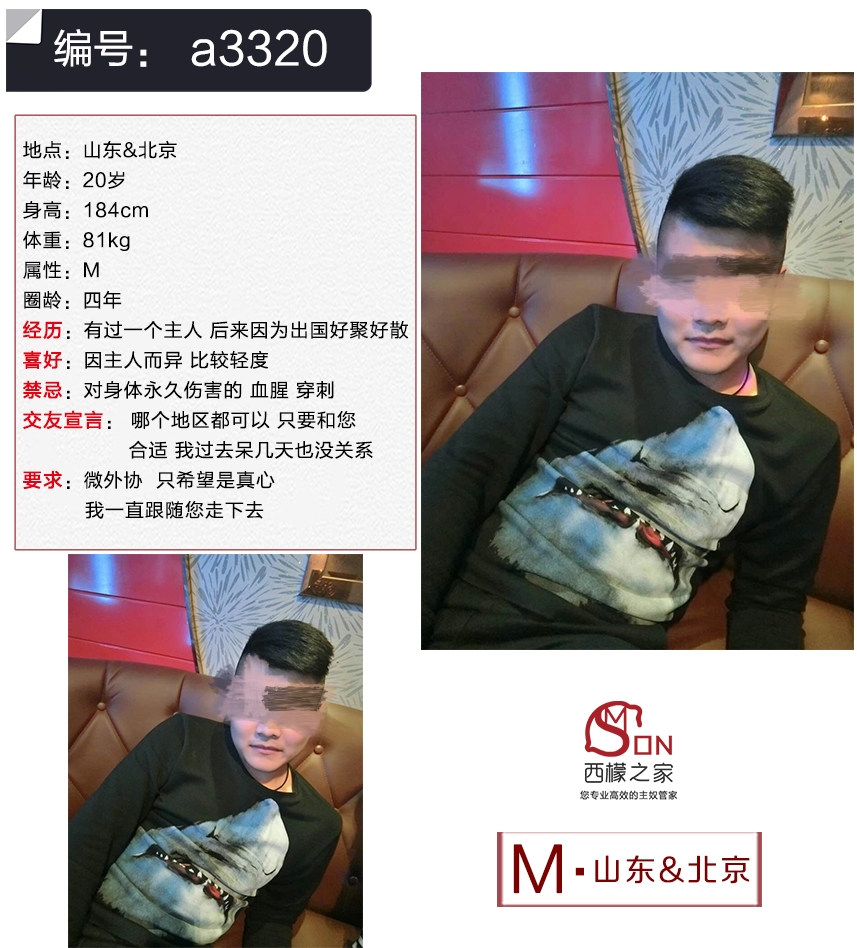 编号： a3320
地点：山东&北京
年龄：20岁
身高：184cm
体重：81kg
属性：M
圈龄：四年
经历：有过一个主人 后来因为出国好聚好散
喜好：因主人而异 比较轻度
禁忌：对身体永久伤害的 血腥 穿刺
交友宣言： 哪个地区都可以 只要和您
合适 我过去呆几天也没关系
要求：微外协 只希望是真心
我一直跟随您走下去
SMON
西檬之家
您专业高效的主奴管家
M·山东&北京